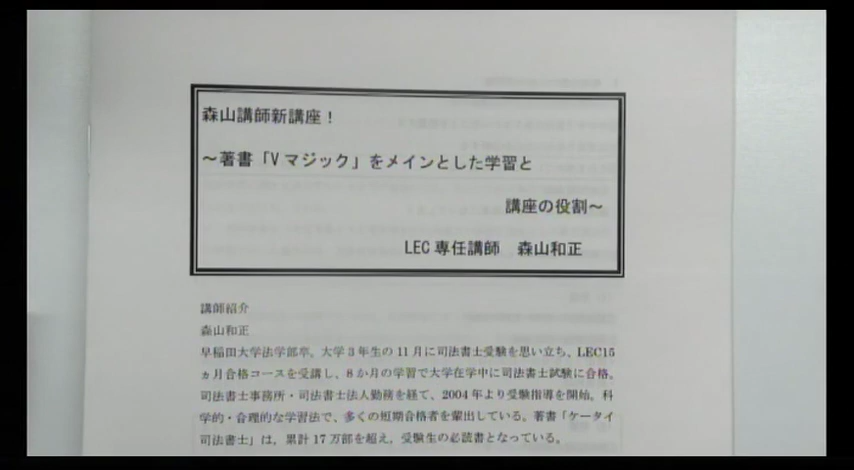 森山講師新講座！
～著書「Vマジック」をメインとした学習と
講座の役割～
LEC専任講師　森山和正
講師紹介
森山和正
早稲田大学法学部卒。大学3年生の11月に司法書士受験を思い立ち、LEC15
ヵ月合格コースを受講し、8か月の学習で大学在学中に司法書士試験に合格。
司法書士事務所・司法書士法人勤務を経て、2004年より受験指導を開始。科
学的・合理的な学習法で、多くの短期合格者を輩出している。著書「ケータイ
司法書士」は、累計17万部を超え、受験生の必読書となっている。